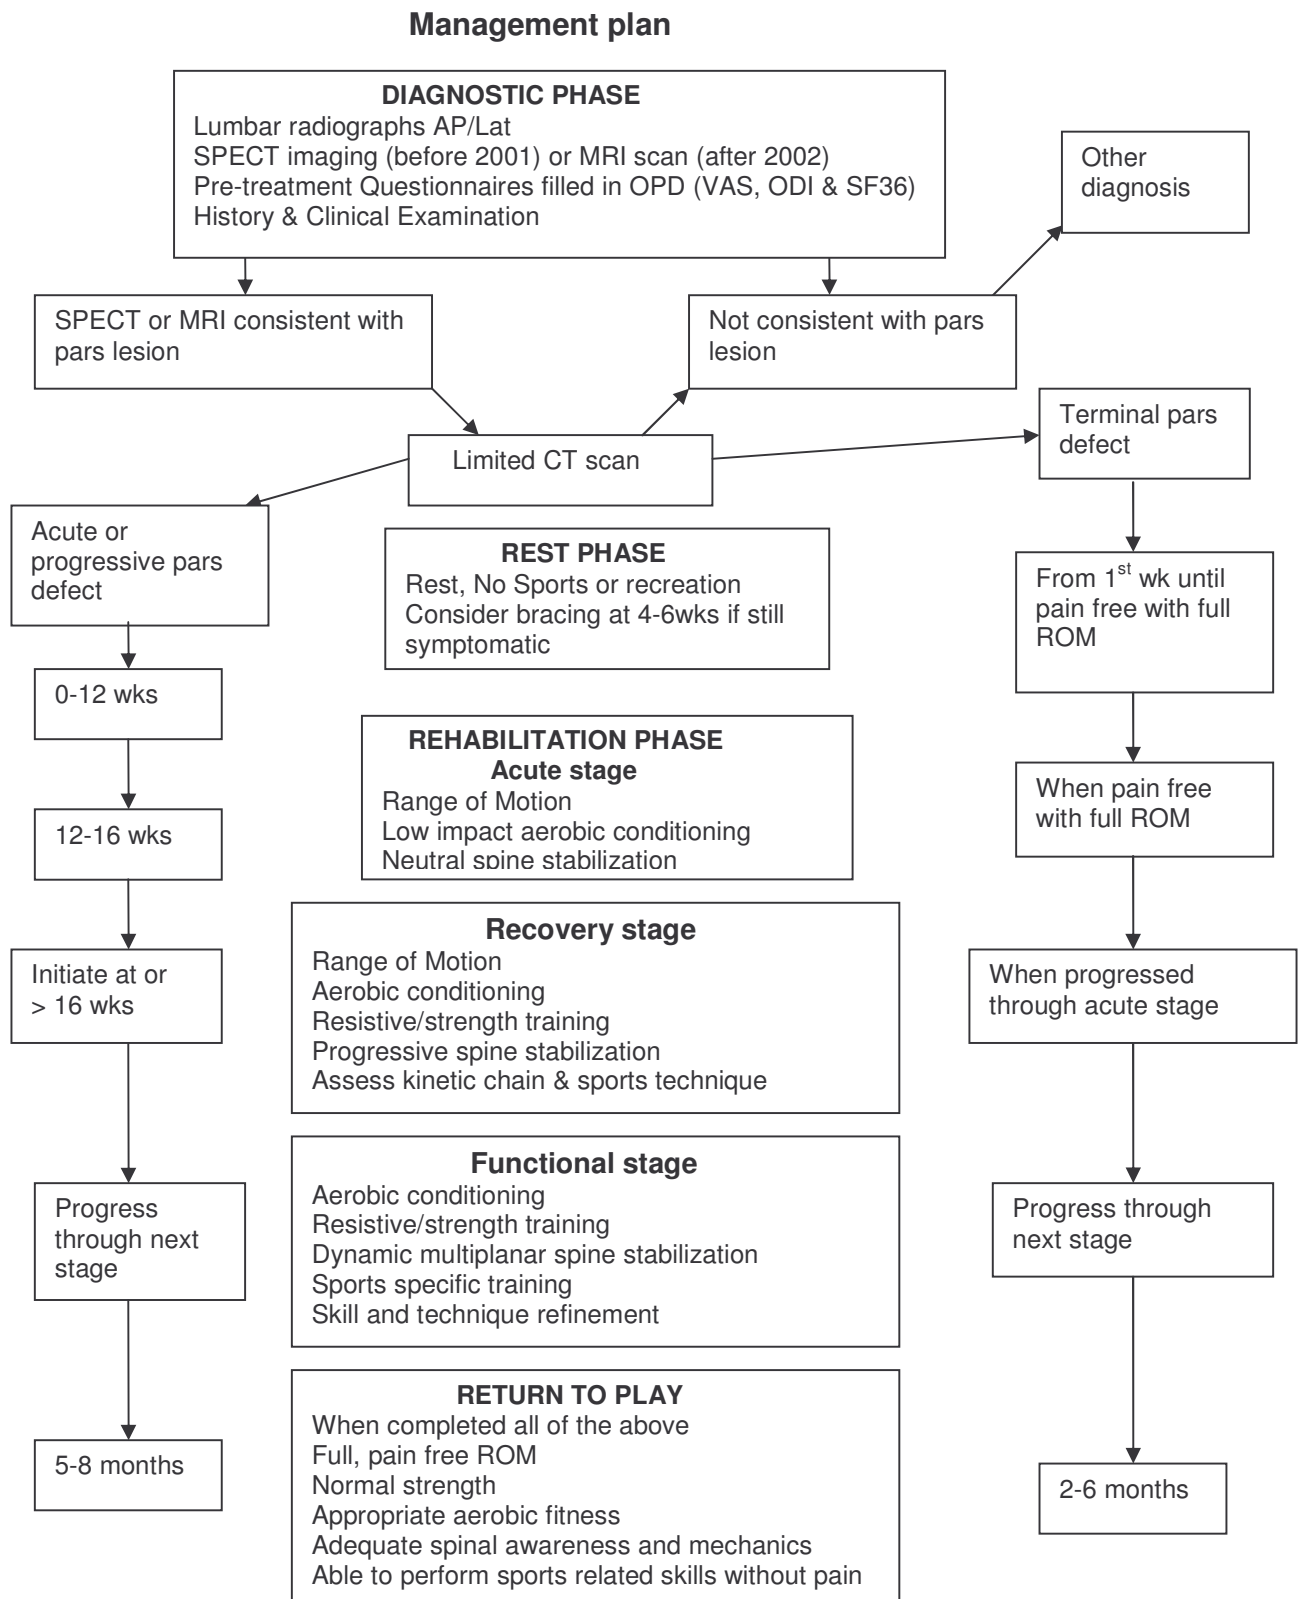 Management plan
DIAGNOSTIC PHASE
Lumbar radiographs AP/Lat
SPECT imaging (before 2001) or MRI scan (after 2002)
Pre-treatment Questionnaires filled in OPD (VAS, ODI & SF36)
History & Clinical Examination
Other
diagnosis
SPECT or MRI consistent with
pars lesion
Not consistent with pars
lesion
Limited CT scan
Terminal pars
defect
Acute or
progressive pars
defect
REST PHASE
Rest, No Sports or recreation
Consider bracing at 4-6wks if still
symptomatic
From 1st wk until
pain free with full
ROM
0-12 wks
REHABILITATION PHASE
Acute stage
Range of Motion
Low impact aerobic conditioning
Neutral spine stabilization
When pain free
with full ROM
12-16 wks
Recovery stage
Range of Motion
Aerobic conditioning
Resistive/strength training
Progressive spine stabilization
Assess kinetic chain & sports technique
Initiate at or
> 16 wks
When progressed
through acute stage
Functional stage
Aerobic conditioning
Resistive/strength training
Dynamic multiplanar spine stabilization
Sports specific training
Skill and technique refinement
Progress
through next
stage
Progress through
next stage
RETURN TO PLAY
When completed all of the above
Full, pain free ROM
Normal strength
Appropriate aerobic fitness
Adequate spinal awareness and mechanics
Able to perform sports related skills without pain
5-8 months
2-6 months